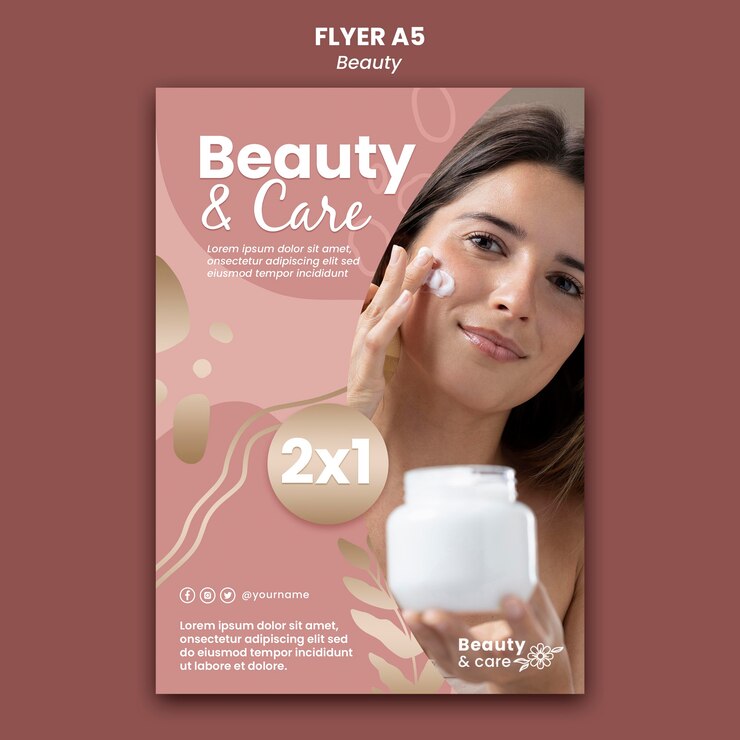 FLYER A5
Beauty
Beauty
& Care
Lorem ipsum dolor sit amet,
onsectetur adipiscing elit sed
eiusmod tempor incididunt
2x1
@yourname
Lorem ipsum dolor sit amet,
onsectetur adipiscing elit sed
do eiusmod tempor incididunt
ut labore et dolore.
Beauty
& care